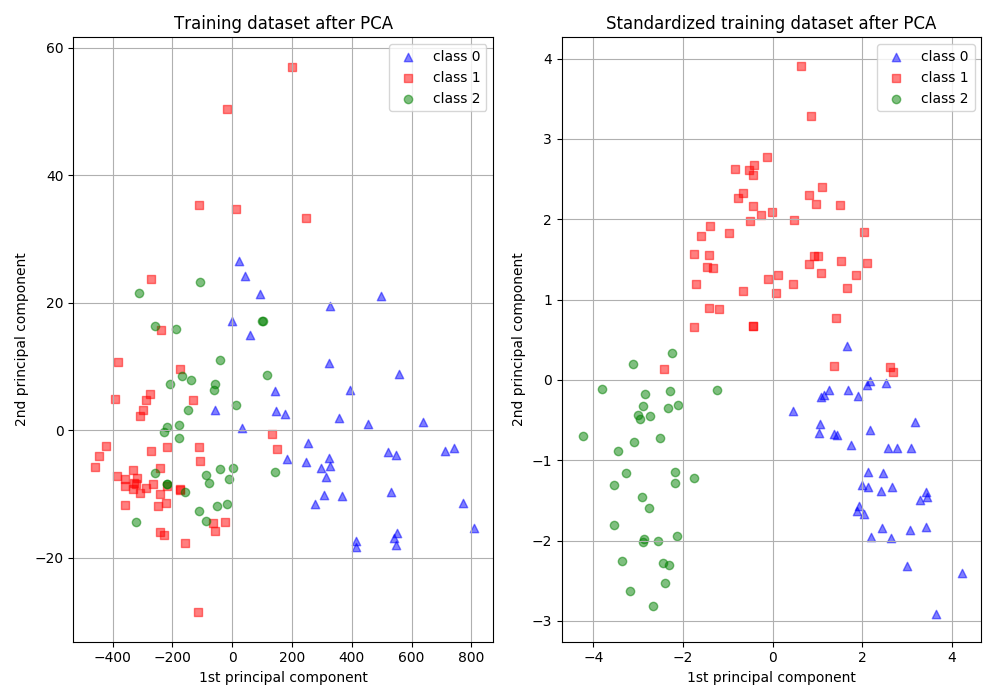 Training dataset after PCA
class 0
class 1
class 2
60
40
20
0
−20
2nd principal component
−400
−200
0
200
400
600
800
1st principal component
Standardized training dataset after PCA
class 0
class 1
class 2
4
3
2
1
0
−1
−2
−3
2nd principal component
−4
−2
0
2
4
1st principal component